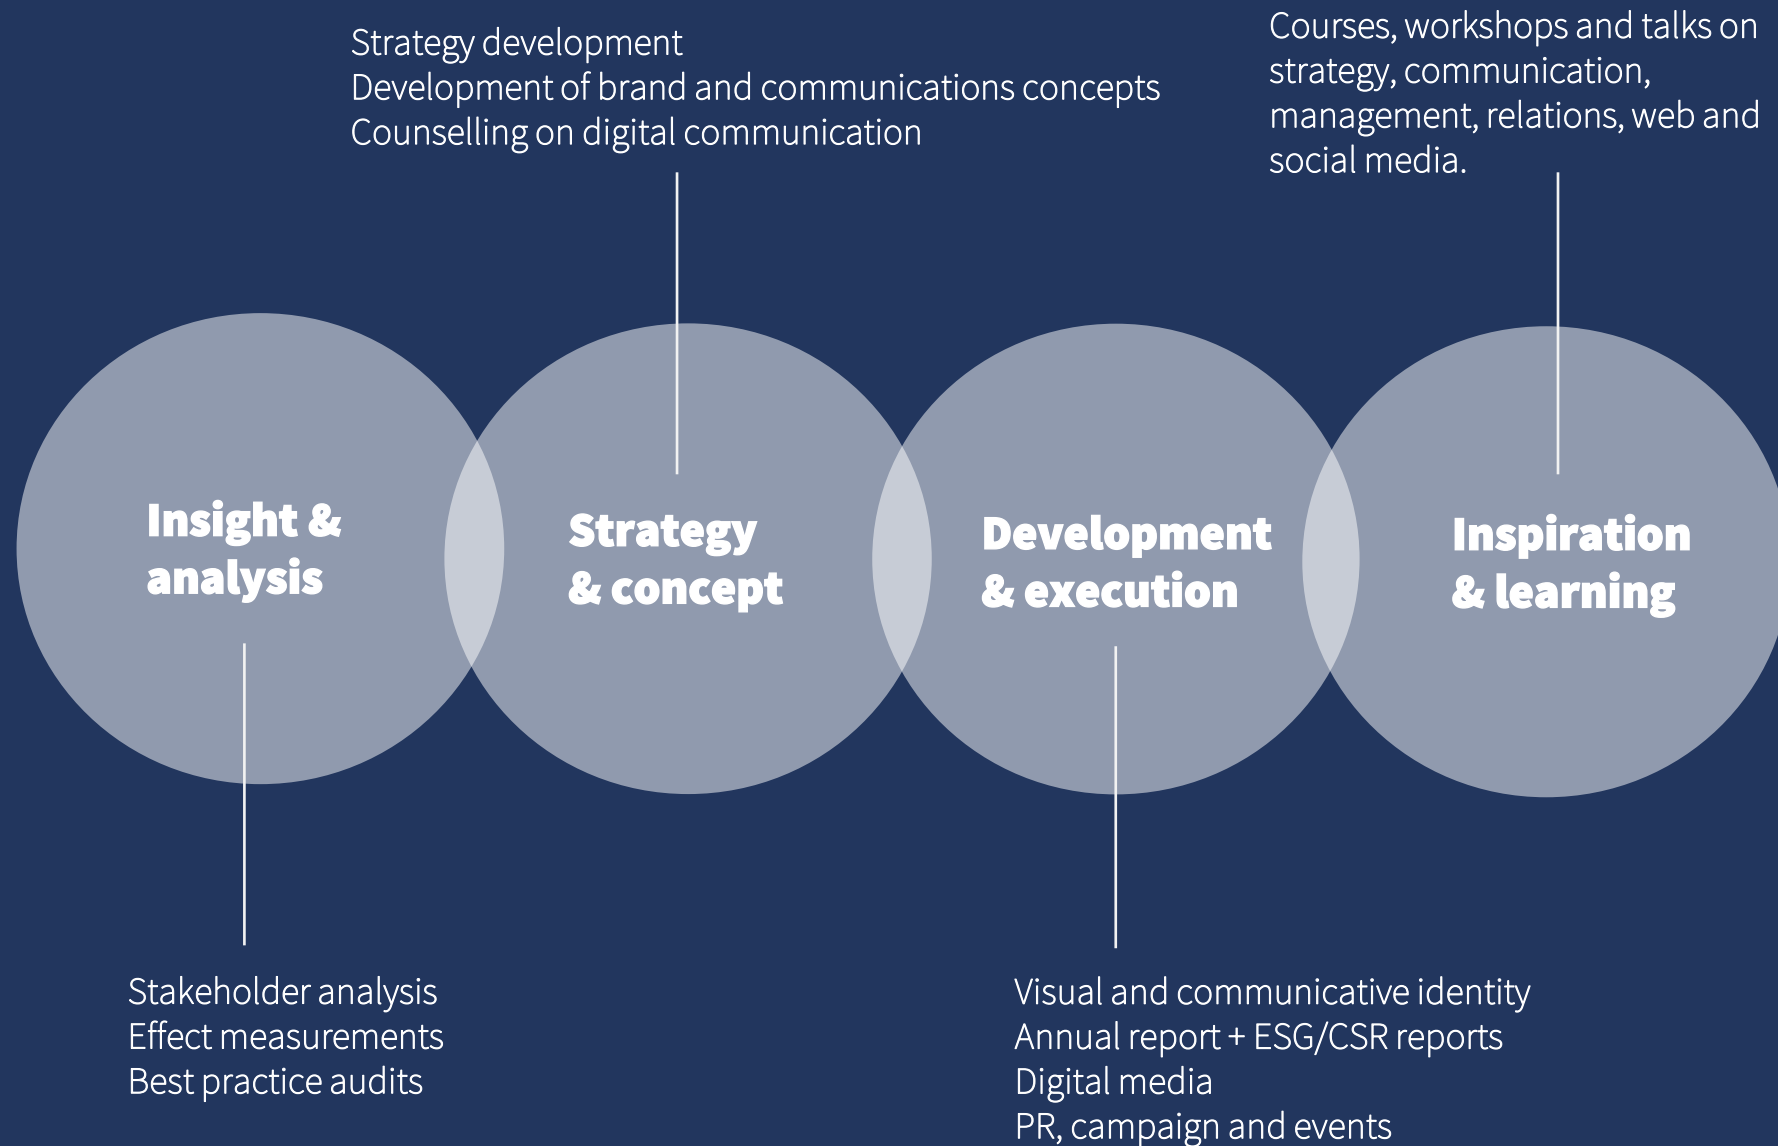 Strategy development
Development of brand and communications concepts
Counselling on digital communication
Courses, workshops and talks on
strategy, communication,
management, relations, web and
social media.
Insight &
analysis
Strategy
& concept
Development
& execution
Inspiration
& learning
Stakeholder analysis
Effect measurements
Best practice audits
Visual and communicative identity
Annual report + ESG/CSR reports
Digital media
PR, campaign and events